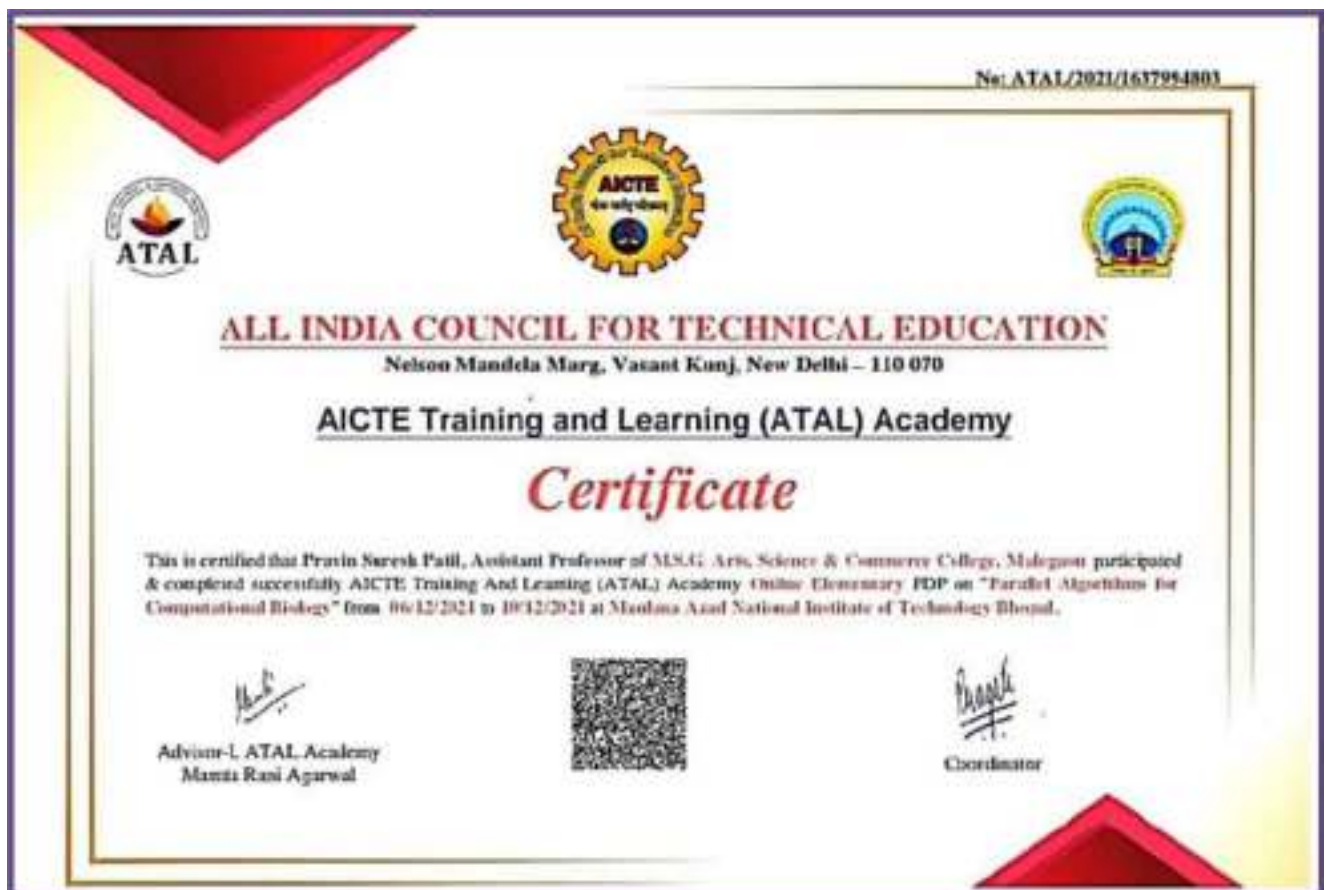 No: ATAL/2021/1637994803
AICTE
ATAL
ALL INDIA COUNCIL FOR TECHNICAL EDUCATION
Nelson Mandela Marg, Vasant Kunj, New Delhi – 110 070
AICTE Training and Learning (ATAL) Academy
Certificate
This is certified that Pravin Suresh Patil, Assistant Professor of M.S.G. Arts, Science & Commerce College, Malegaon participated
& completed successfully AICTE Training And Learning (ATAL) Academy Online Elementary FDP on "Parallel Algorithms for
Computational Biology" from 06/12/2021 to 10/12/2021 at Maulana Azad National Institute of Technology Bhopal.
Advisor-I, ATAL Academy
Mamta Rani Agarwal
Coordinator